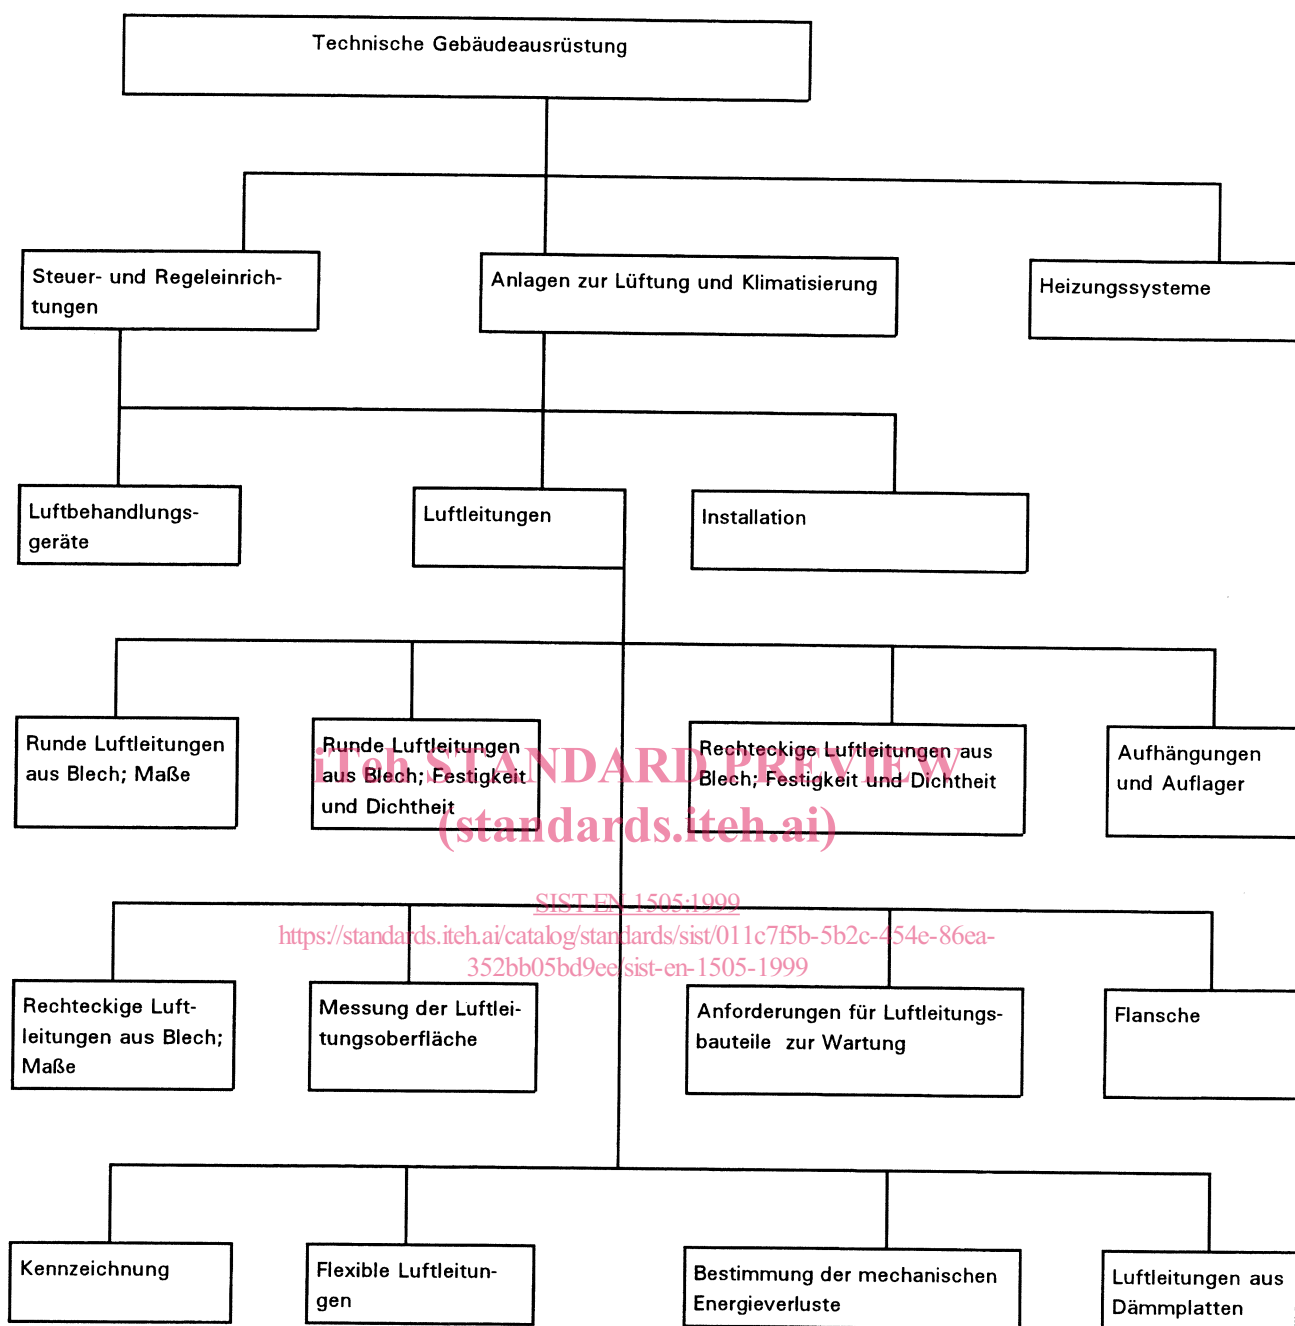 Technische Gebäudeausrüstung
Steuer- und Regeleinrich-
tungen
Anlagen zur Lüftung und Klimatisierung
Heizungssysteme
Luftbehandlungs-
geräte
Luftleitungen
Installation
Runde Luftleitungen
aus Blech; Maße
Runde Luftleitungen
aus Blech; Festigkeit
und Dichtheit
Rechteckige Luftleitungen aus
Blech; Festigkeit und Dichtheit
Aufhängungen
und Auflager
iTeh STANDARD PREVIEW
(standards.iteh.ai)
SIST EN 1505:1999
https://standards.iteh.ai/catalog/standards/sist/011c7f5b-5b2c-454e-86ea-
352bb05bd9ee/sist-en-1505-1999
Rechteckige Luft-
leitungen aus Blech;
Maße
Messung der Luftlei-
tungsoberfläche
Anforderungen für Luftleitungs-
bauteile zur Wartung
Flansche
Kennzeichnung
Flexible Luftleitun-
gen
Bestimmung der mechanischen
Energieverluste
Luftleitungen aus
Dämmplatten